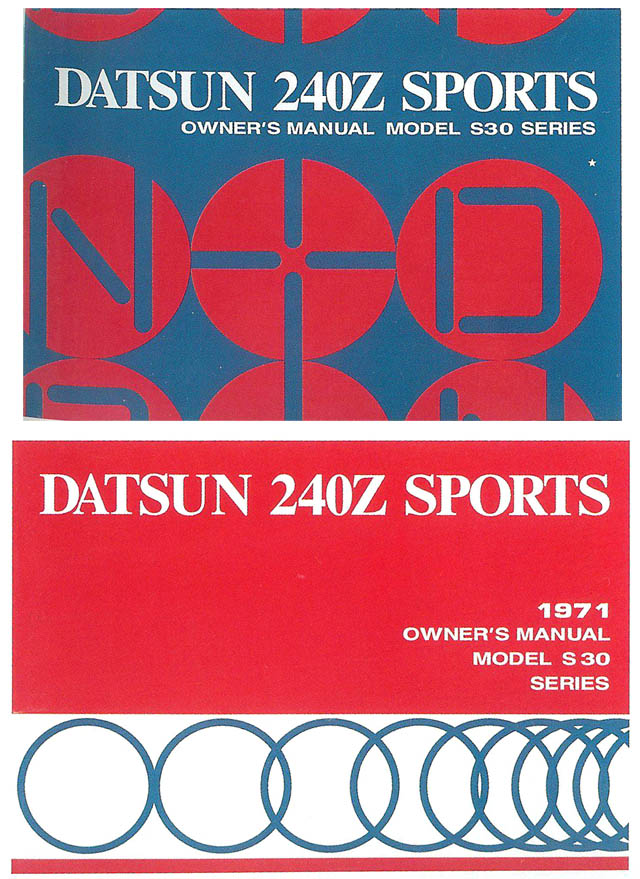 DATSUN 240Z SPORTS
OWNER'S MANUAL MODEL S30 SERIES
N D
DATSUN 240Z SPORTS
1971
OWNER'S MANUAL
MODEL S30
SERIES